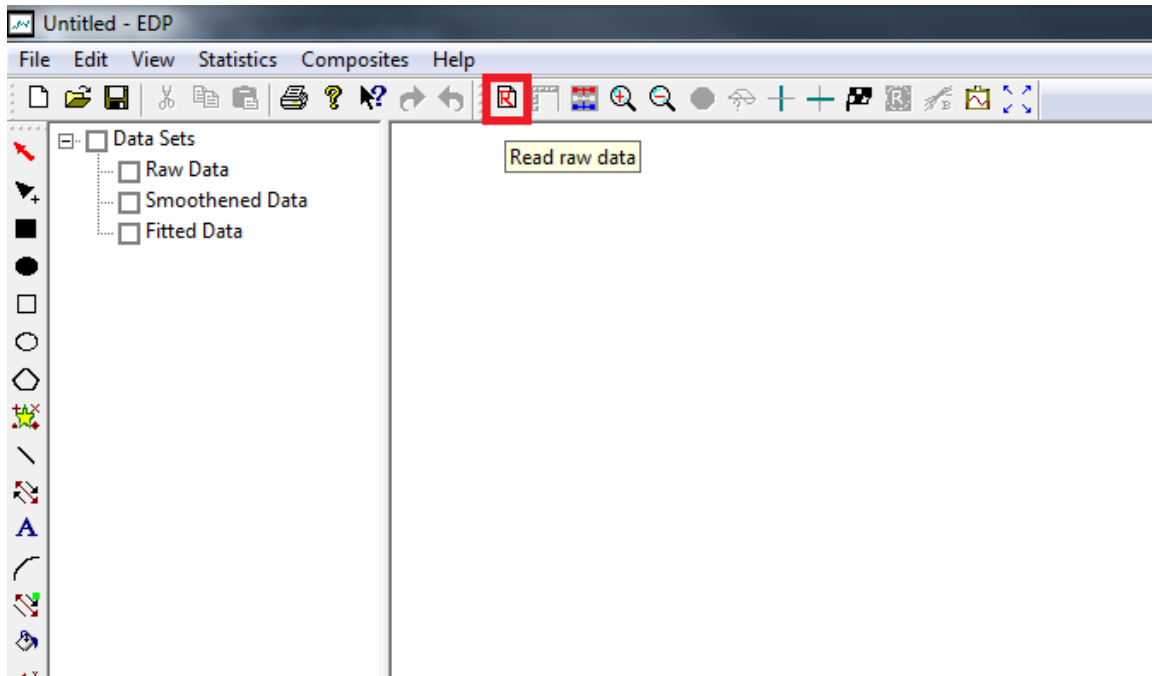 Untitled - EDP
File Edit View Statistics Composites Help
R
Data Sets
Read raw data
Raw Data
Smoothened Data
Fitted Data
A